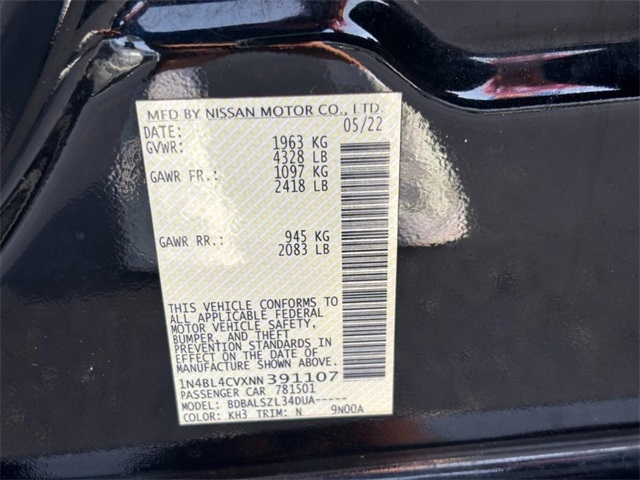 MFD BY NISSAN MOTOR CO., LTD.
DATE: 05/22
GVWR: 1963 KG
4328 LB
GAWR FR.: 1097 KG
2418 LB
GAWR RR.: 945 KG
2083 LB
THIS VEHICLE CONFORMS TO
ALL APPLICABLE FEDERAL
MOTOR VEHICLE SAFETY,
BUMPER, AND THEFT
PREVENTION STANDARDS IN
EFFECT ON THE DATE OF
MANUFACTURE SHOWN ABOVE.
1N4BL4CVXNN391107
PASSENGER CAR 781501
MODEL: BDBALSZL34DUA-----
COLOR: KH3 TRIM: N 9N00A